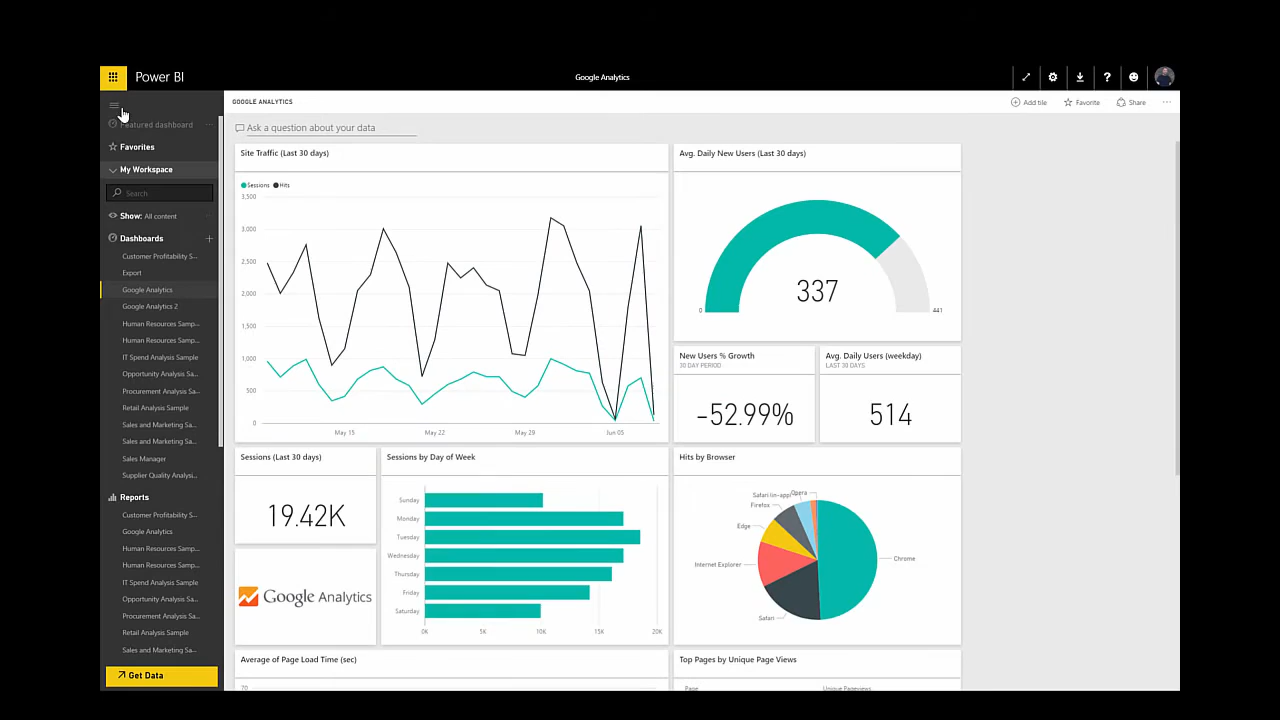 Power BI
Google Analytics
Featured dashboard
Favorites
My Workspace
Search
Show: All content
Dashboards
Customer Profitability S...
Export
Google Analytics
Google Analytics 2
Human Resources Samp...
Human Resources Samp...
IT Spend Analysis Sample
Opportunity Analysis Sa...
Procurement Analysis Sa...
Retail Analysis Sample
Sales and Marketing Sa...
Sales and Marketing Sa...
Sales Manager
Supplier Quality Analysi...
Reports
Customer Profitability S...
Google Analytics
Human Resources Samp...
Human Resources Samp...
IT Spend Analysis Sample
Opportunity Analysis Sa...
Procurement Analysis Sa...
Retail Analysis Sample
Sales and Marketing Sa...
Get Data
GOOGLE ANALYTICS
Add tile
Favorite
Share
Ask a question about your data
Site Traffic (Last 30 days)
Sessions Hits
3,500
3,000
2,500
2,000
1,500
1,000
500
0
May 15 May 22 May 29 Jun 05
Avg. Daily New Users (Last 30 days)
337
0 441
New Users % Growth
30 DAY PERIOD
-52.99%
Avg. Daily Users (weekday)
LAST 30 DAYS
514
Sessions (Last 30 days)
19.42K
Google Analytics
Sessions by Day of Week
Sunday
Monday
Tuesday
Wednesday
Thursday
Friday
Saturday
0K 5K 10K 15K 20K
Hits by Browser
Opera
Safari (in-app)
Firefox
Edge
Internet Explorer
Safari
Chrome
Average of Page Load Time (sec)
70
Top Pages by Unique Page Views
Page Unique Pageviews